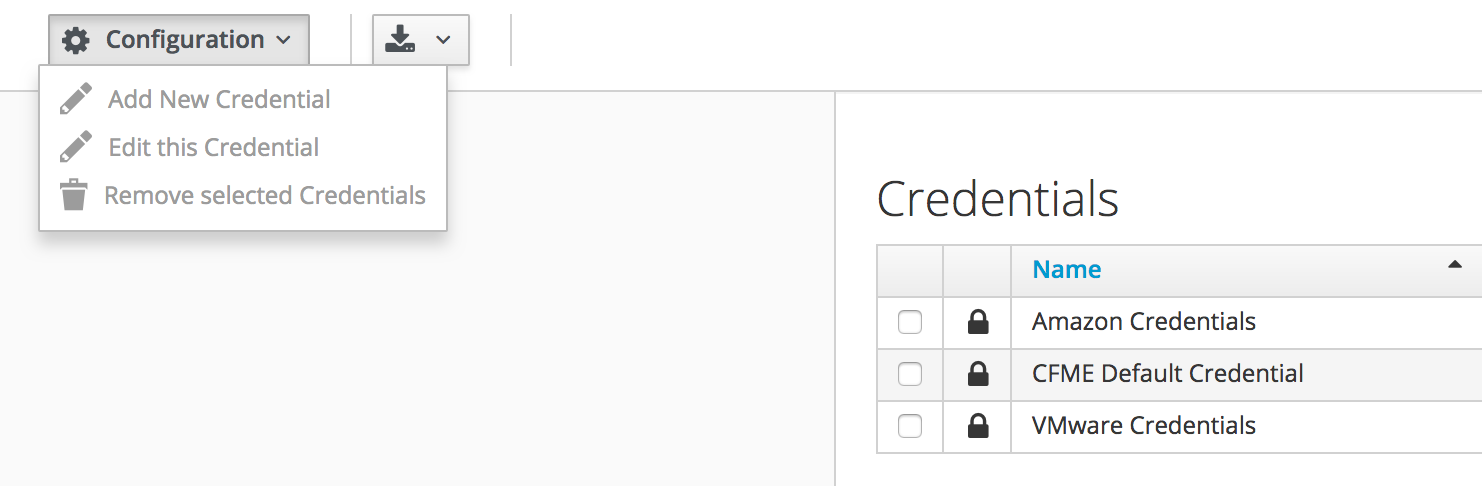 Configuration
Add New Credential
Edit this Credential
Remove selected Credentials
Credentials
Name
Amazon Credentials
CFME Default Credential
VMware Credentials